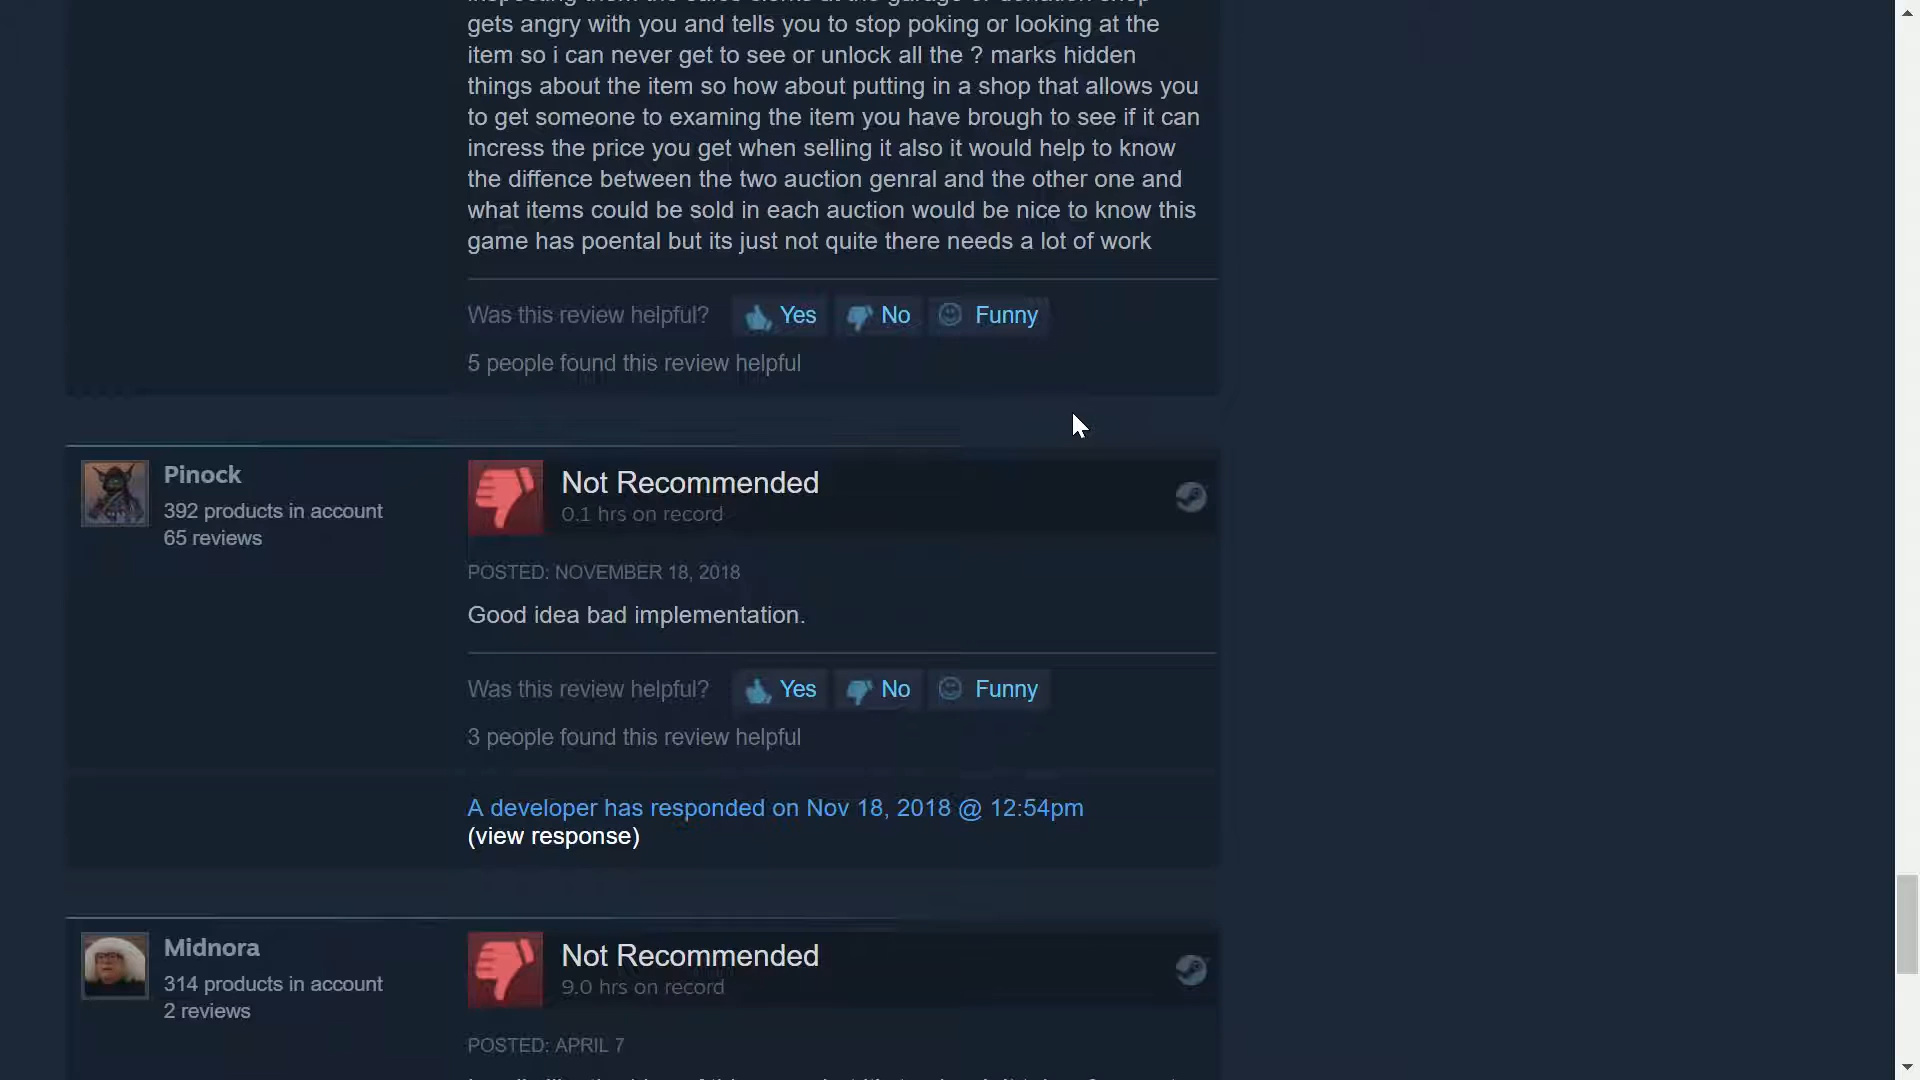 gets angry with you and tells you to stop poking or looking at the
item so i can never get to see or unlock all the ? marks hidden
things about the item so how about putting in a shop that allows you
to get someone to examing the item you have brough to see if it can
incress the price you get when selling it also it would help to know
the diffence between the two auction genral and the other one and
what items could be sold in each auction would be nice to know this
game has poental but its just not quite there needs a lot of work
Was this review helpful? Yes No Funny
5 people found this review helpful
Pinock
392 products in account
65 reviews
Not Recommended
0.1 hrs on record
POSTED: NOVEMBER 18, 2018
Good idea bad implementation.
Was this review helpful? Yes No Funny
3 people found this review helpful
A developer has responded on Nov 18, 2018 @ 12:54pm
(view response)
Midnora
314 products in account
2 reviews
Not Recommended
9.0 hrs on record
POSTED: APRIL 7